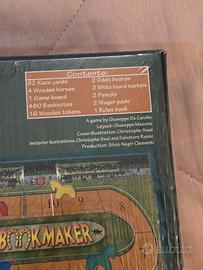 Contents:
52 Race cards
4 Wooden horses
1 Game board
480 Banknotes
16 Wooden tokens
2 Odds boards
2 White board markers
2 Pencils
2 Wager pads
1 Rules book
A game by Giuseppe De Carolis
Layout: Giuseppe Masone
Cover Illustration: Christophe Swal
Interior Ilustrations: Christophe Swal and Salvatore Russo
Production: Silvio Negri-Clementi
BOOKMAKER
subito